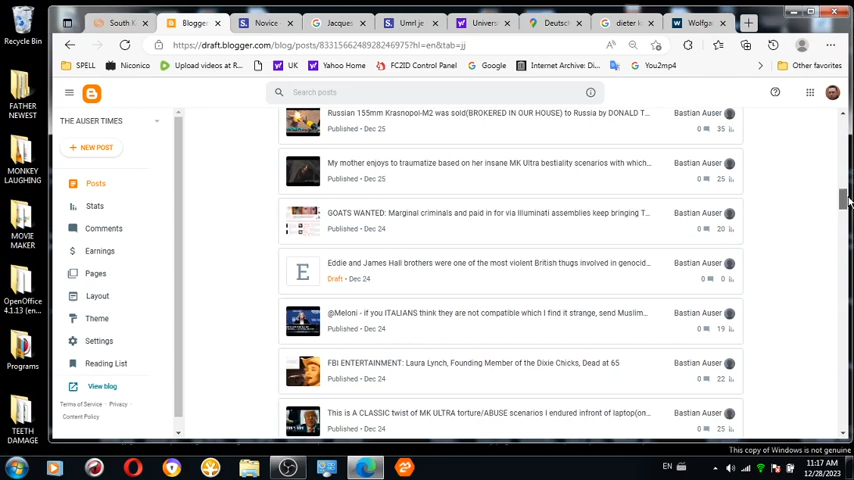 Recycle Bin
FATHER NEWEST
MONKEY LAUGHING
MOVIE MAKER
OpenOffice 4.1.13 (en...
Programs
TEETH DAMAGE
South K
Blogger
Novice
Jacques
Umrl je
Univers
Deutsc
dieter k
Wolfga
https://draft.blogger.com/blog/posts/8331566248928246975?hl=en&tab=jj
SPELL
Niconico
Upload videos at R...
UK
Yahoo Home
FC2ID Control Panel
Google
Internet Archive: Di...
You2mp4
Other favorites
Search posts
THE AUSER TIMES
NEW POST
Posts
Stats
Comments
Earnings
Pages
Layout
Theme
Settings
Reading List
View blog
Terms of Service · Privacy ·
Content Policy
Russian 155mm Krasnopol-M2 was sold(BROKERED IN OUR HOUSE) to Russia by DONALD T... Bastian Auser
Published • Dec 25 0 35
My mother enjoys to traumatize based on her insane MK Ultra bestiality scenarios with which... Bastian Auser
Published • Dec 25 0 25
GOATS WANTED: Marginal criminals and paid in for via Illuminati assemblies keep bringing T... Bastian Auser
Published • Dec 24 0 20
E
Eddie and James Hall brothers were one of the most violent British thugs involved in genocid... Bastian Auser
Draft • Dec 24 0 0
@Meloni - if you ITALIANS think they are not compatible which I find it strange, send Muslim... Bastian Auser
Published • Dec 24 0 19
FBI ENTERTAINMENT: Laura Lynch, Founding Member of the Dixie Chicks, Dead at 65 Bastian Auser
Published • Dec 24 0 22
This is A CLASSIC twist of MK ULTRA torture/ABUSE scenarios I endured infront of laptop(on... Bastian Auser
Published • Dec 24 0 25
This copy of Windows is not genuine
EN
11:17 AM
12/28/2023